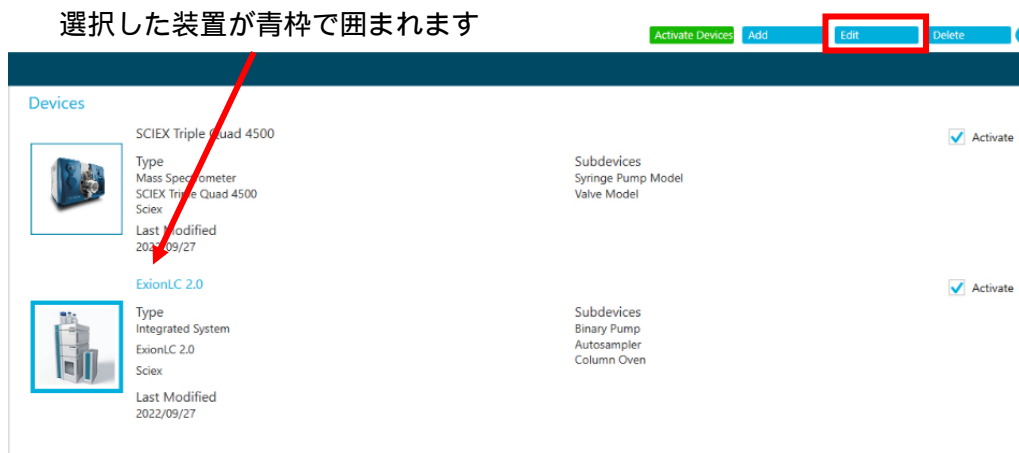 選択した装置が青枠で囲まれます
Activate Devices Add Edit Delete
Devices
SCIEX Triple Quad 4500
Activate
Type
Mass Spectrometer
SCIEX Triple Quad 4500
Sciex
Last Modified
2022/09/27
Subdevices
Syringe Pump Model
Valve Model
ExionLC 2.0
Activate
Type
Integrated System
ExionLC 2.0
Sciex
Last Modified
2022/09/27
Subdevices
Binary Pump
Autosampler
Column Oven